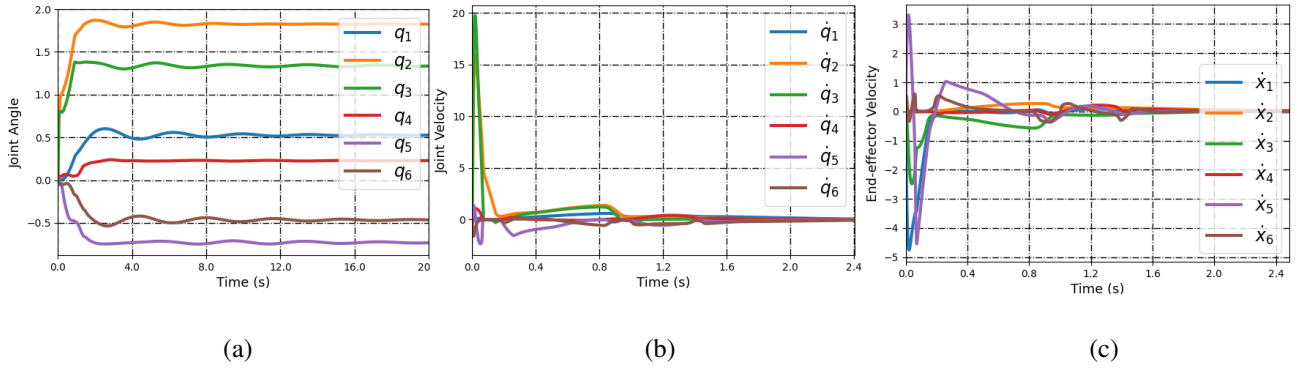 Joint Angle
2.0
1.5
1.0
0.5
0.0
−0.5
0.0 4.0 8.0 12.0 16.0 20
Time (s)
q₁
q₂
q₃
q₄
q₅
q₆
(a)
Joint Velocity
20
15
10
5
0
0.0 0.4 0.8 1.2 1.6 2.0 2.4
Time (s)
q̇₁
q̇₂
q̇₃
q̇₄
q̇₅
q̇₆
(b)
End-effector Velocity
3
2
1
0
−1
−2
−3
−4
−5
0.0 0.4 0.8 1.2 1.6 2.0 2.4
Time (s)
ẋ₁
ẋ₂
ẋ₃
ẋ₄
ẋ₅
ẋ₆
(c)